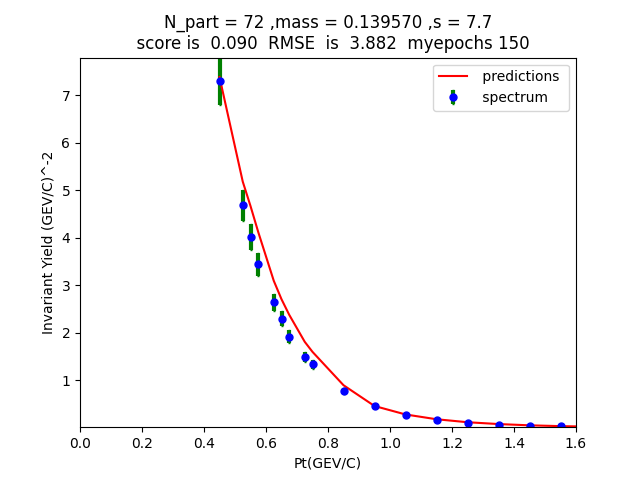 N_part = 72 ,mass = 0.139570 ,s = 7.7
score is  0.090  RMSE  is  3.882  myepochs 150
predictions
spectrum
Invariant Yield (GEV/C)^-2
7
6
5
4
3
2
1
0.0 0.2 0.4 0.6 0.8 1.0 1.2 1.4 1.6
Pt(GEV/C)